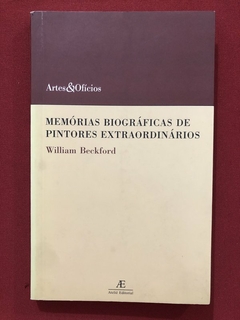 Artes&Ofícios
MEMÓRIAS BIOGRÁFICAS DE
PINTORES EXTRAORDINÁRIOS
William Beckford
Æ
Ateliê Editorial